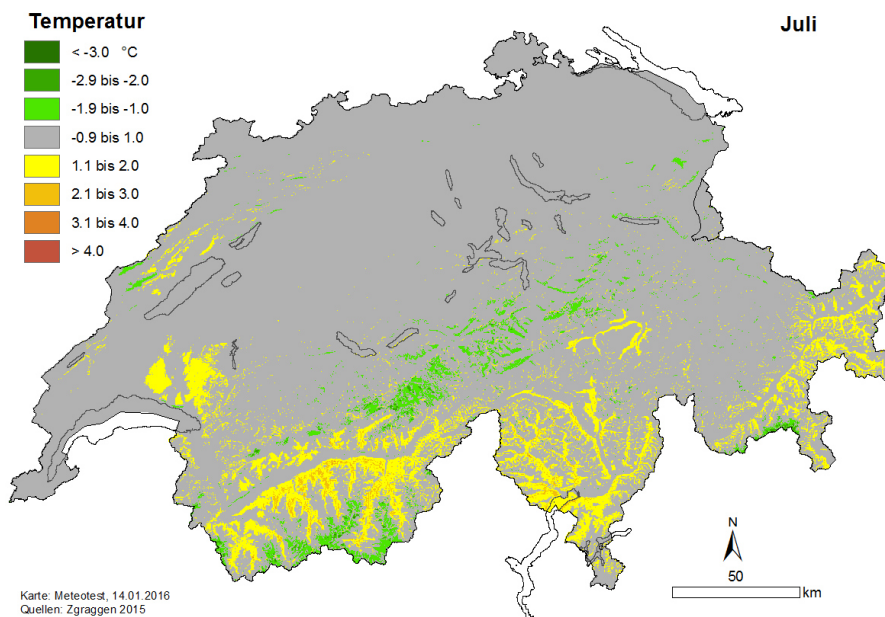 Temperatur
Juli
< -3.0 °C
-2.9 bis -2.0
-1.9 bis -1.0
-0.9 bis 1.0
1.1 bis 2.0
2.1 bis 3.0
3.1 bis 4.0
> 4.0
N
50
km
Karte: Meteotest, 14.01.2016
Quellen: Zgraggen 2015